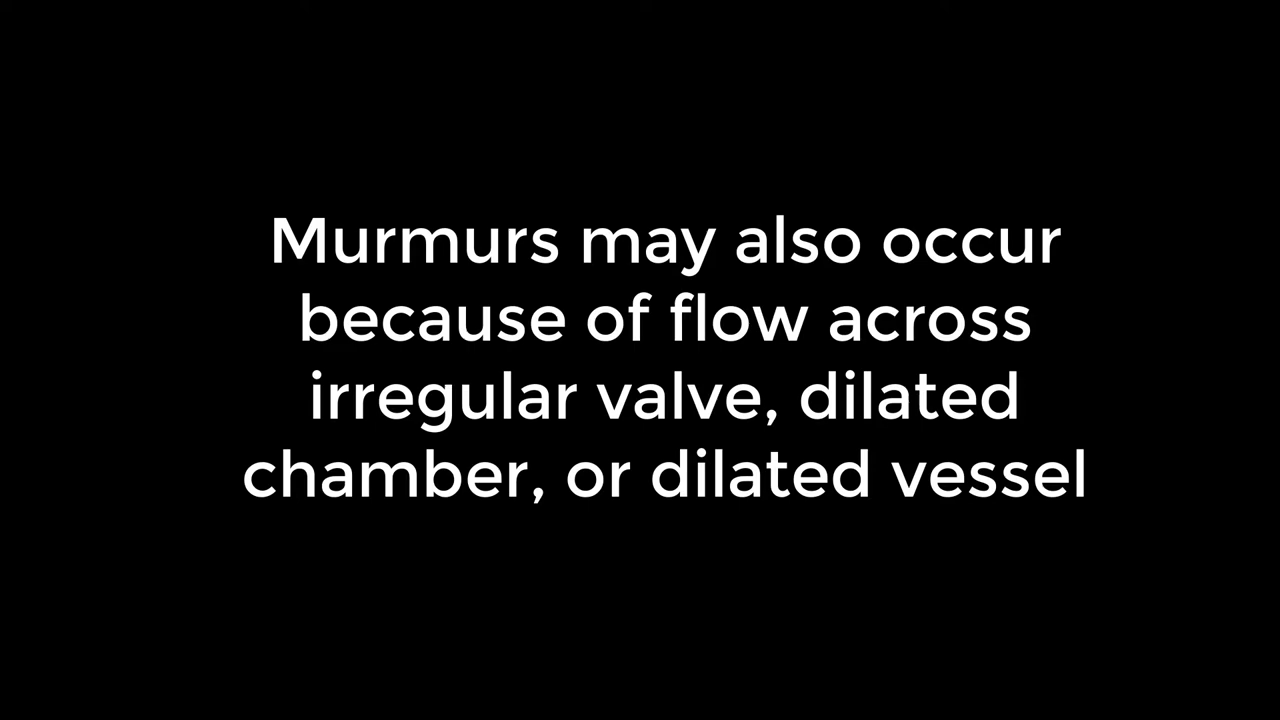 Murmurs may also occur
because of flow across
irregular valve, dilated
chamber, or dilated vessel